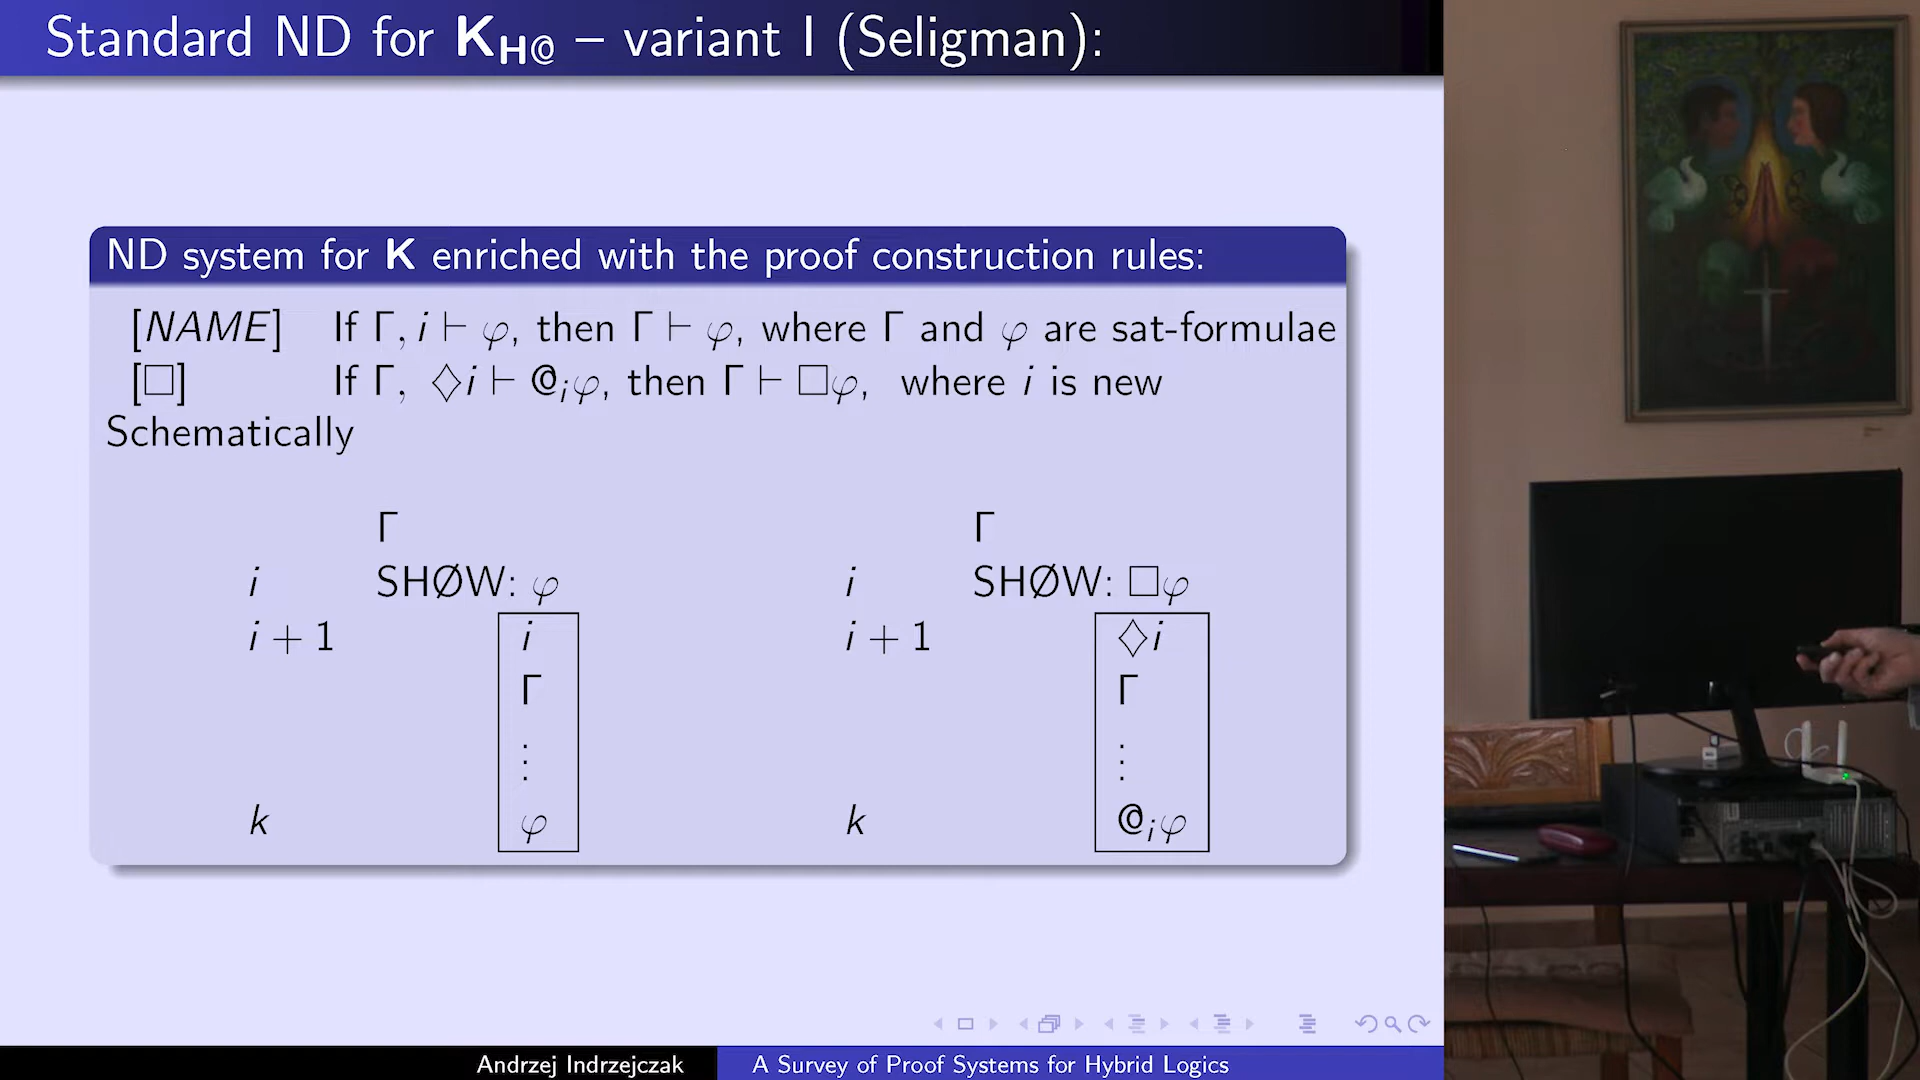 Standard ND for K_H@ – variant I (Seligman):
ND system for K enriched with the proof construction rules:
[NAME] If Γ, i ⊢ φ, then Γ ⊢ φ, where Γ and φ are sat-formulae
[□] If Γ, ◇i ⊢ @_iφ, then Γ ⊢ □φ, where i is new
Schematically
Γ Γ
i SHØW: φ i SHØW: □φ
i + 1 i i + 1 ◇i
Γ Γ
⋮ ⋮
k φ k @_iφ
Andrzej Indrzejczak A Survey of Proof Systems for Hybrid Logics